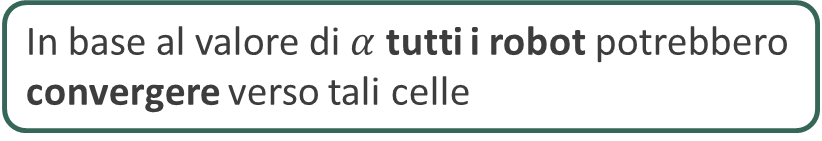 In base al valore di 𝛼 tutti i robot potrebbero
convergere verso tali celle